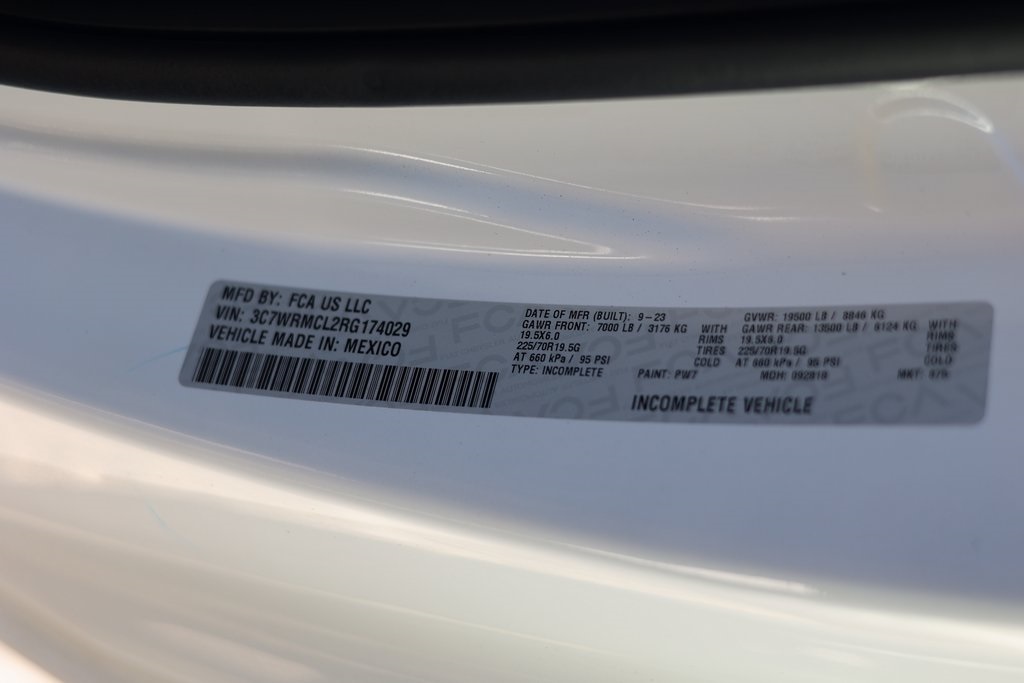 MFD BY: FCA US LLC
VIN: 3C7WRMCL2RG174029
VEHICLE MADE IN: MEXICO
DATE OF MFR (BUILT): 9-23
GAWR FRONT: 7000 LB / 3176 KG WITH
19.5X6.0 RIMS
225/70R19.5G TIRES
AT 660 kPa / 95 PSI COLD
TYPE: INCOMPLETE
GVWR: 19500 LB / 8846 KG
GAWR REAR: 13500 LB / 6124 KG WITH
19.5X6.0 RIMS
225/70R19.5G TIRES
AT 660 kPa / 95 PSI COLD
PAINT: PW7 MDH: MKT:
INCOMPLETE VEHICLE